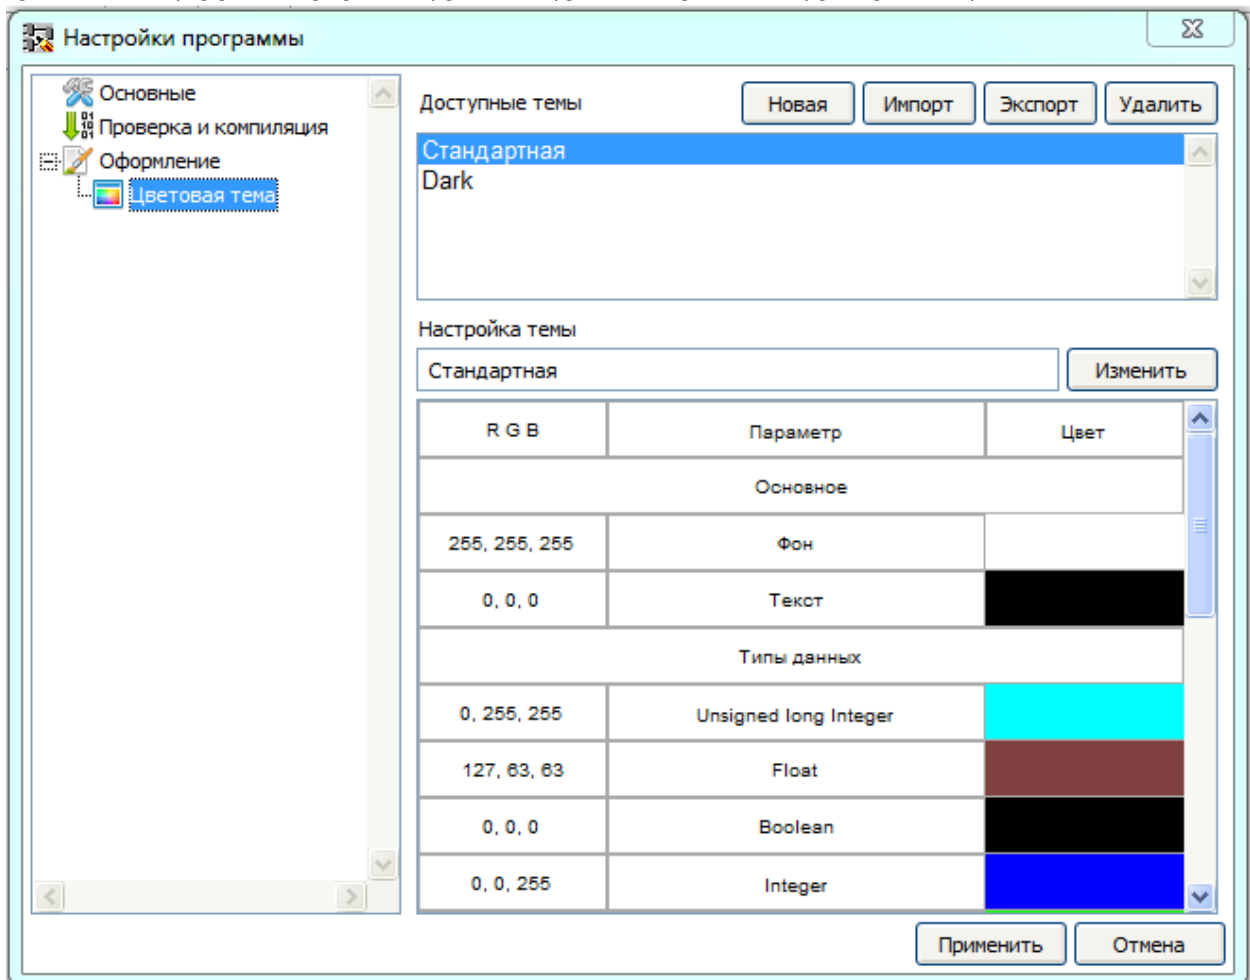 Настройки программы
Основные
Проверка и компиляция
Оформление
Цветовая тема
Доступные темы
Новая
Импорт
Экспорт
Удалить
Стандартная
Dark
Настройка темы
Стандартная
Изменить
R G B Параметр Цвет
Основное
255, 255, 255 Фон
0, 0, 0 Текст
Типы данных
0, 255, 255 Unsigned long Integer
127, 63, 63 Float
0, 0, 0 Boolean
0, 0, 255 Integer
Применить
Отмена